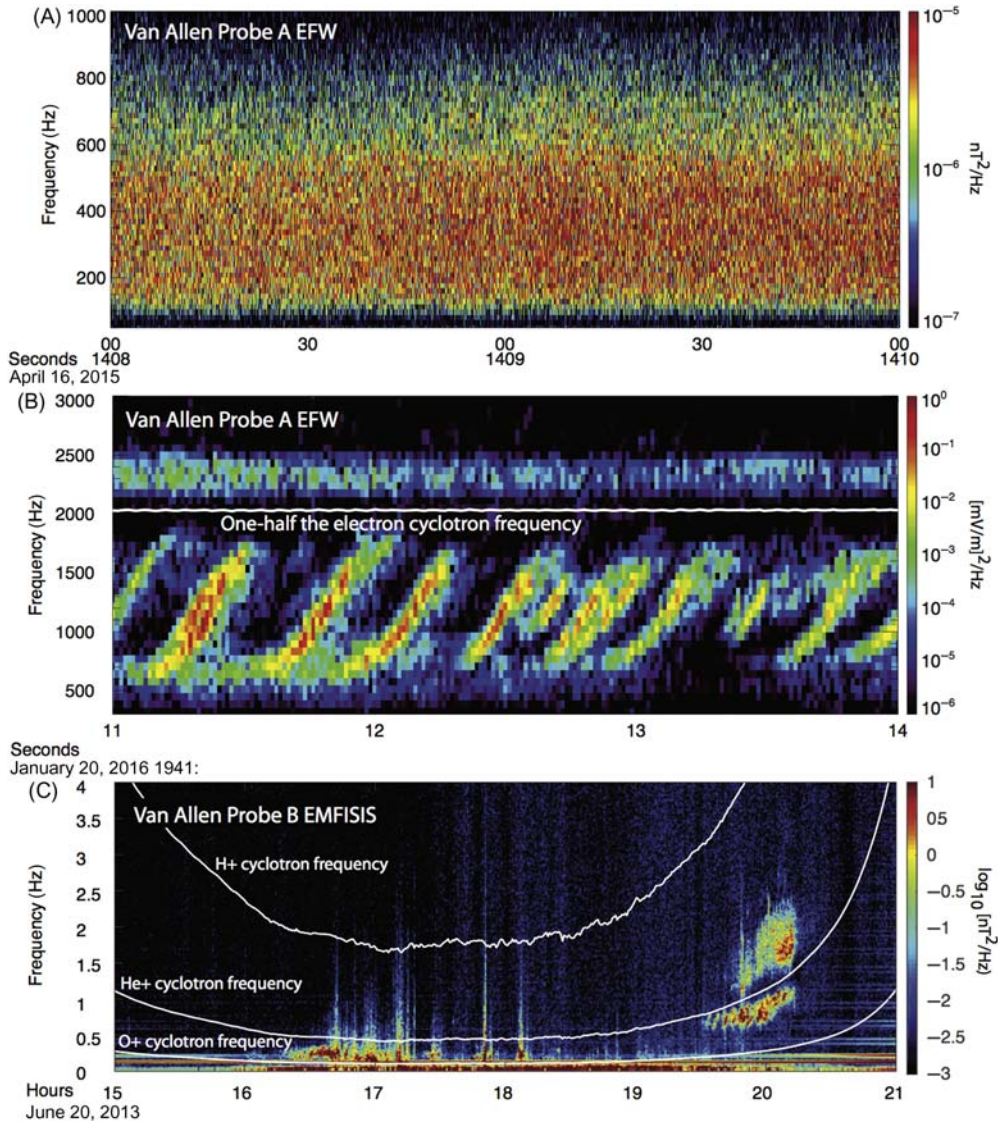 (A)
Van Allen Probe A EFW
1000
800
600
400
200
Frequency (Hz)
10⁻⁵
10⁻⁶
10⁻⁷
nT²/Hz
00 30 00 30 00
Seconds 1408 1409 1410
April 16, 2015
(B)
Van Allen Probe A EFW
3000
2500
2000
1500
1000
500
Frequency (Hz)
One-half the electron cyclotron frequency
10⁰
10⁻¹
10⁻²
10⁻³
10⁻⁴
10⁻⁵
10⁻⁶
[mV/m]²/Hz
11 12 13 14
Seconds
January 20, 2016 1941:
(C)
Van Allen Probe B EMFISIS
4
3.5
3
2.5
2
1.5
1
0.5
0
Frequency (Hz)
H+ cyclotron frequency
He+ cyclotron frequency
O+ cyclotron frequency
1
05
0
−0.5
−1
−1.5
−2
−2.5
−3
log₁₀ [nT²/Hz)
15 16 17 18 19 20 21
Hours
June 20, 2013